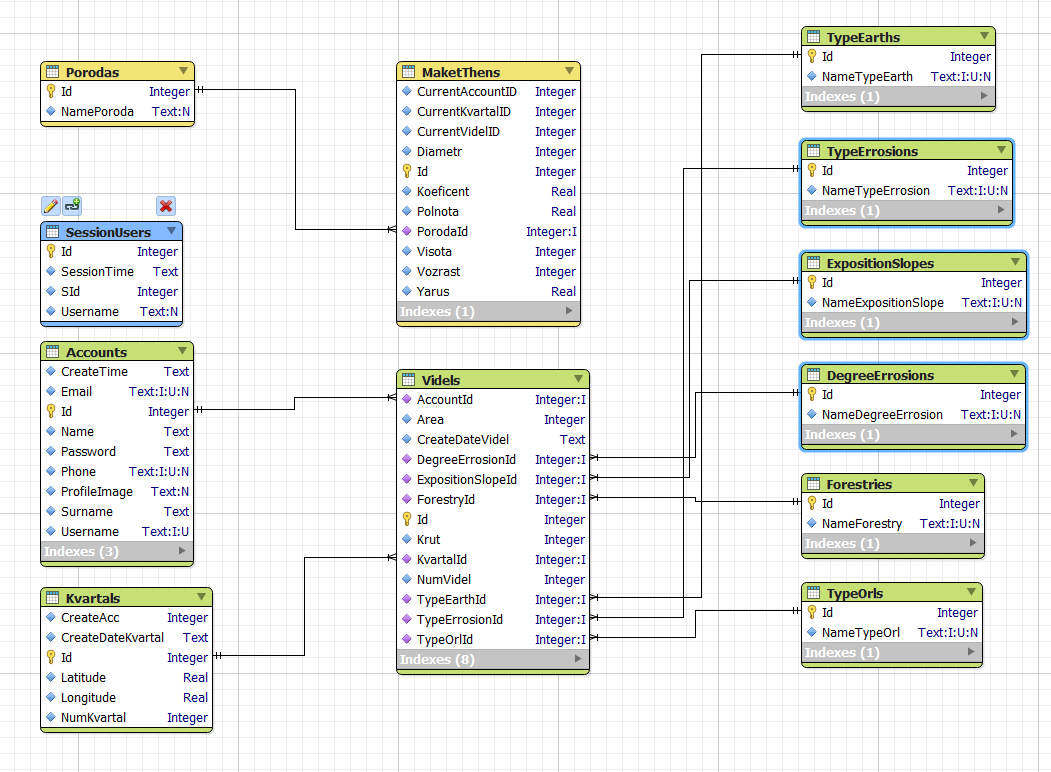 Porodas
Id Integer
NamePoroda Text:N
SessionUsers
Id Integer
SessionTime Text
SId Integer
Username Text:N
Accounts
CreateTime Text
Email Text:I:U:N
Id Integer
Name Text
Password Text
Phone Text:I:U:N
ProfileImage Text:N
Surname Text
Username Text:I:U
Indexes (3)
Kvartals
CreateAcc Integer
CreateDateKvartal Text
Id Integer
Latitude Real
Longitude Real
NumKvartal Integer
MaketThens
CurrentAccountID Integer
CurrentKvartalID Integer
CurrentVidelID Integer
Diametr Integer
Id Integer
Koeficent Real
Polnota Real
PorodaId Integer:I
Visota Integer
Vozrast Integer
Yarus Real
Indexes (1)
Videls
AccountId Integer:I
Area Integer
CreateDateVidel Text
DegreeErrosionId Integer:I
ExpositionSlopeId Integer:I
ForestryId Integer:I
Id Integer
Krut Integer
KvartalId Integer:I
NumVidel Integer
TypeEarthId Integer:I
TypeErrosionId Integer:I
TypeOrlId Integer:I
Indexes (8)
TypeEarths
Id Integer
NameTypeEarth Text:I:U:N
Indexes (1)
TypeErrosions
Id Integer
NameTypeErrosion Text:I:U:N
Indexes (1)
ExpositionSlopes
Id Integer
NameExpositionSlope Text:I:U:N
Indexes (1)
DegreeErrosions
Id Integer
NameDegreeErrosion Text:I:U:N
Indexes (1)
Forestries
Id Integer
NameForestry Text:I:U:N
Indexes (1)
TypeOrls
Id Integer
NameTypeOrl Text:I:U:N
Indexes (1)